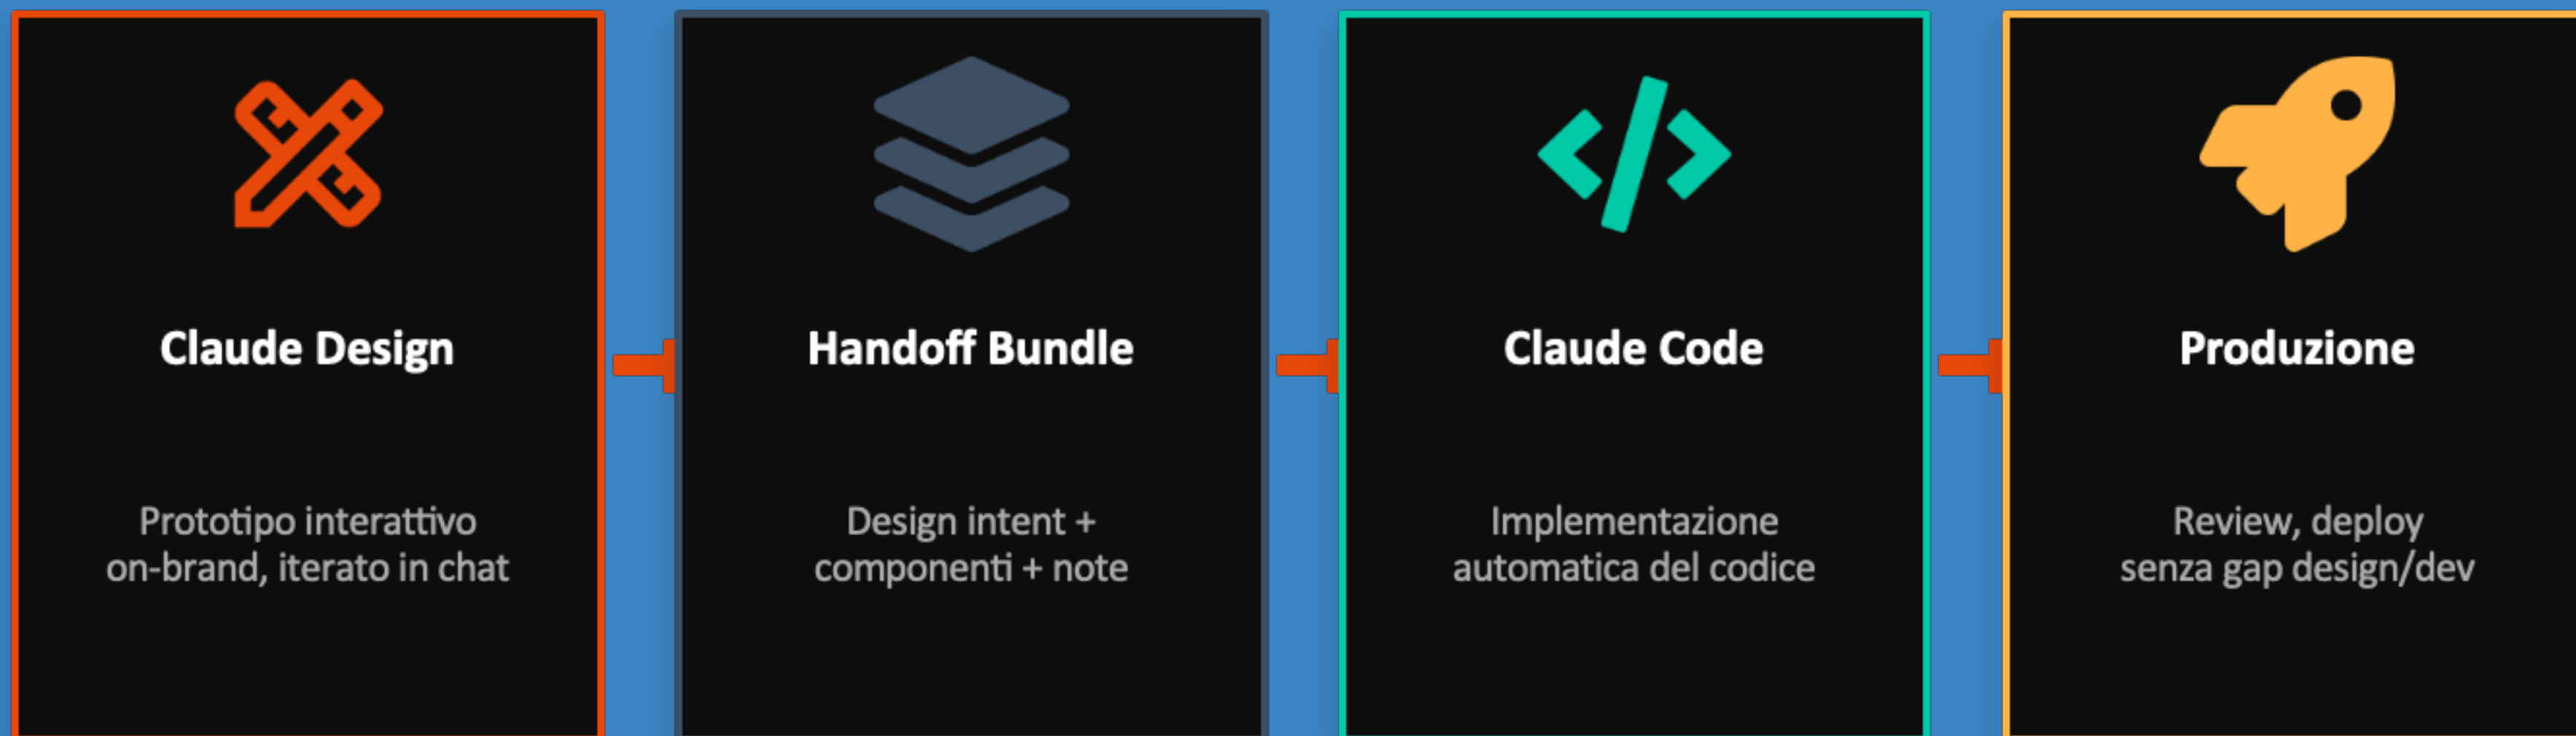 Claude Design
Prototipo interattivo
on-brand, iterato in chat
Handoff Bundle
Design intent +
componenti + note
Claude Code
Implementazione
automatica del codice
Produzione
Review, deploy
senza gap design/dev